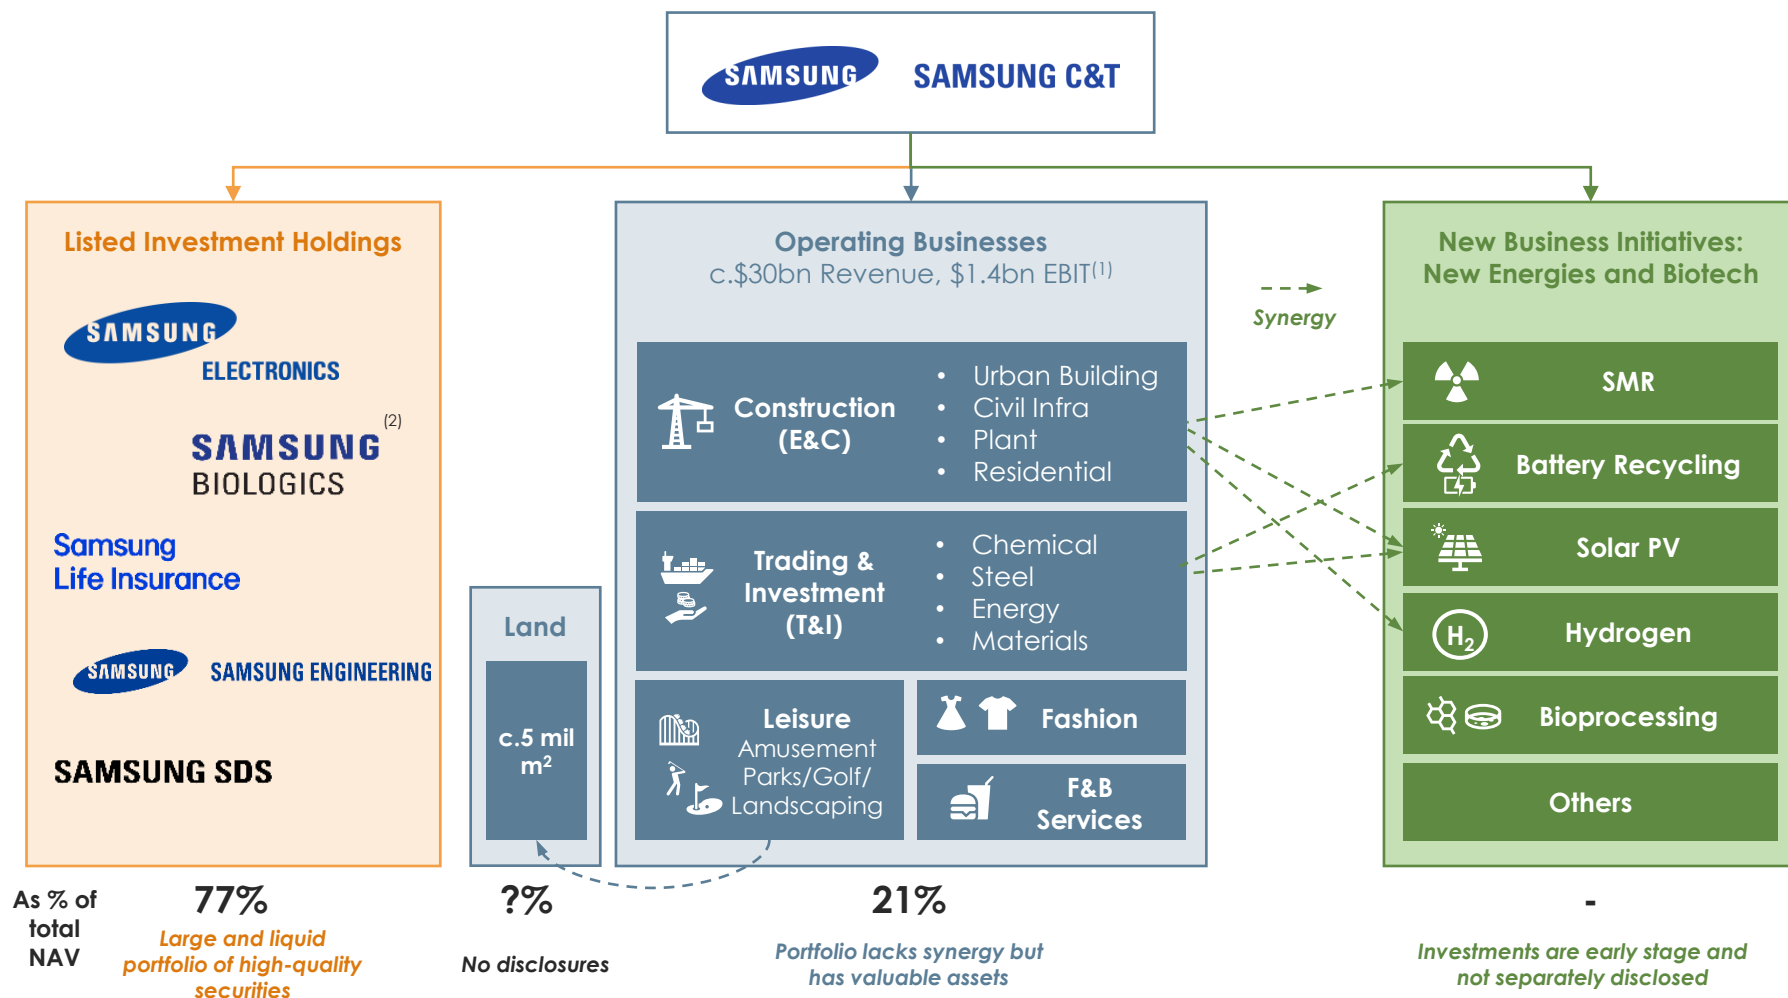 SAMSUNG SAMSUNG C&T
Listed Investment Holdings
SAMSUNG
ELECTRONICS
(2)
SAMSUNG
BIOLOGICS
Samsung
Life Insurance
SAMSUNG SAMSUNG ENGINEERING
SAMSUNG SDS
Land
c.5 mil
m²
Operating Businesses
c.$30bn Revenue, $1.4bn EBIT(1)
Construction
(E&C)
• Urban Building
• Civil Infra
• Plant
• Residential
Trading &
Investment
(T&I)
• Chemical
• Steel
• Energy
• Materials
Leisure
Amusement
Parks/Golf/
Landscaping
Fashion
F&B
Services
Synergy
New Business Initiatives:
New Energies and Biotech
SMR
Battery Recycling
Solar PV
H2 Hydrogen
Bioprocessing
Others
As % of
total
NAV
77%
Large and liquid
portfolio of high-quality
securities
?%
No disclosures
21%
Portfolio lacks synergy but
has valuable assets
-
Investments are early stage and
not separately disclosed